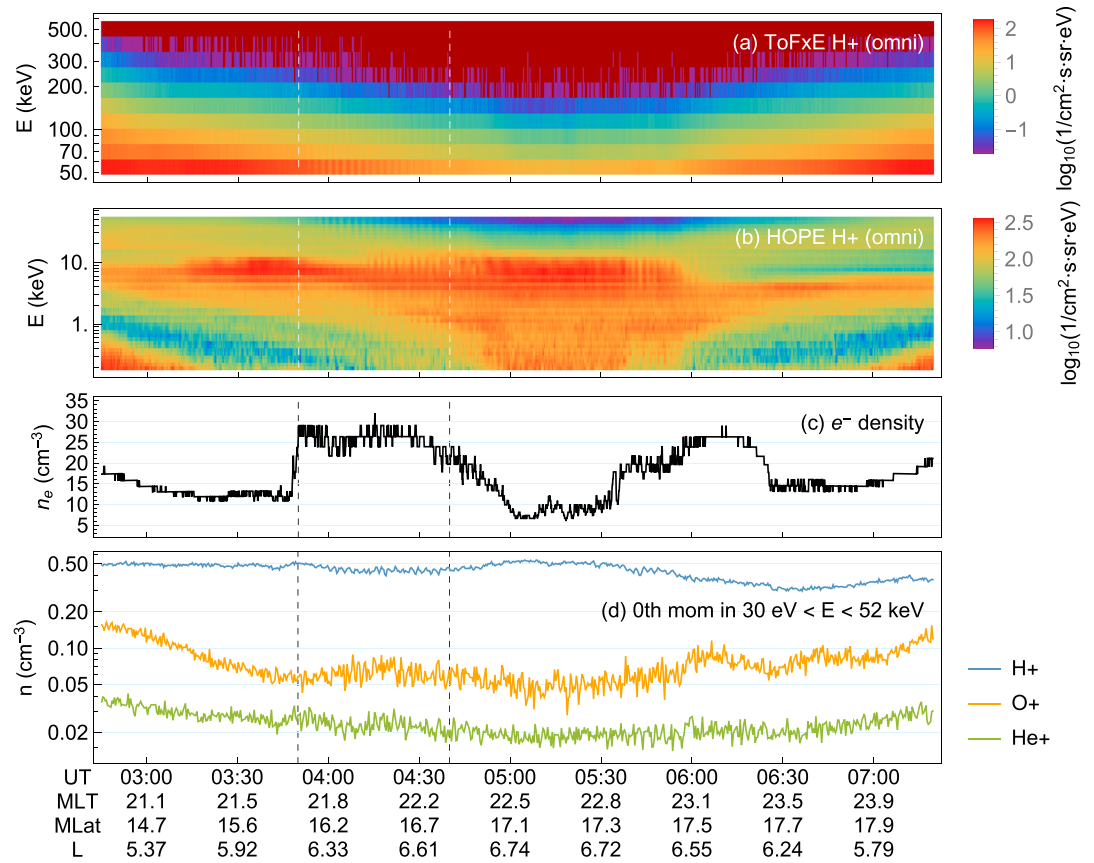 (a) ToFxE H+ (omni)
E (keV)
500.
300.
200.
100.
70.
50.
2
1
0
−1
log10(1/cm²·s·sr·eV)
(b) HOPE H+ (omni)
E (keV)
10.
1.
2.5
2.0
1.5
1.0
log10(1/cm²·s·sr·eV)
(c) e− density
ne (cm−3)
35
30
25
20
15
10
5
(d) 0th mom in 30 eV < E < 52 keV
n (cm−3)
0.50
0.20
0.10
0.05
0.02
H+
O+
He+
UT 03:00 03:30 04:00 04:30 05:00 05:30 06:00 06:30 07:00
MLT 21.1 21.5 21.8 22.2 22.5 22.8 23.1 23.5 23.9
MLat 14.7 15.6 16.2 16.7 17.1 17.3 17.5 17.7 17.9
L 5.37 5.92 6.33 6.61 6.74 6.72 6.55 6.24 5.79